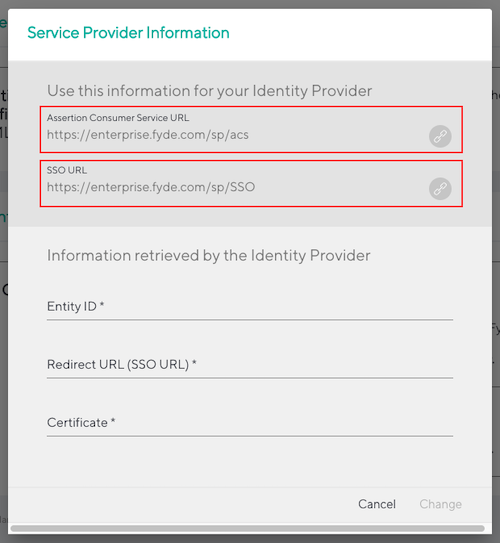 Service Provider Information
Use this information for your Identity Provider
Assertion Consumer Service URL
https://enterprise.fyde.com/sp/acs
SSO URL
https://enterprise.fyde.com/sp/SSO
Information retrieved by the Identity Provider
Entity ID *
Redirect URL (SSO URL) *
Certificate *
Cancel
Change